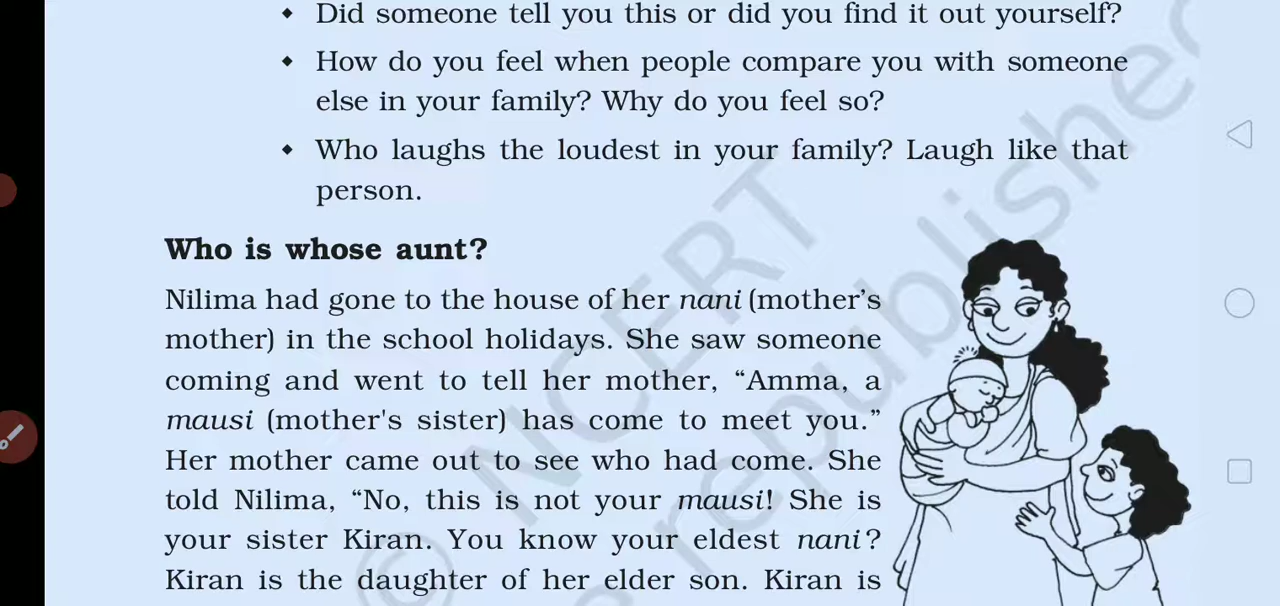 ◆ Did someone tell you this or did you find it out yourself?
◆ How do you feel when people compare you with someone
else in your family? Why do you feel so?
◆ Who laughs the loudest in your family? Laugh like that
person.
Who is whose aunt?
Nilima had gone to the house of her nani (mother’s
mother) in the school holidays. She saw someone
coming and went to tell her mother, “Amma, a
mausi (mother's sister) has come to meet you.”
Her mother came out to see who had come. She
told Nilima, “No, this is not your mausi! She is
your sister Kiran. You know your eldest nani?
Kiran is the daughter of her elder son. Kiran is
© NCERT
republished